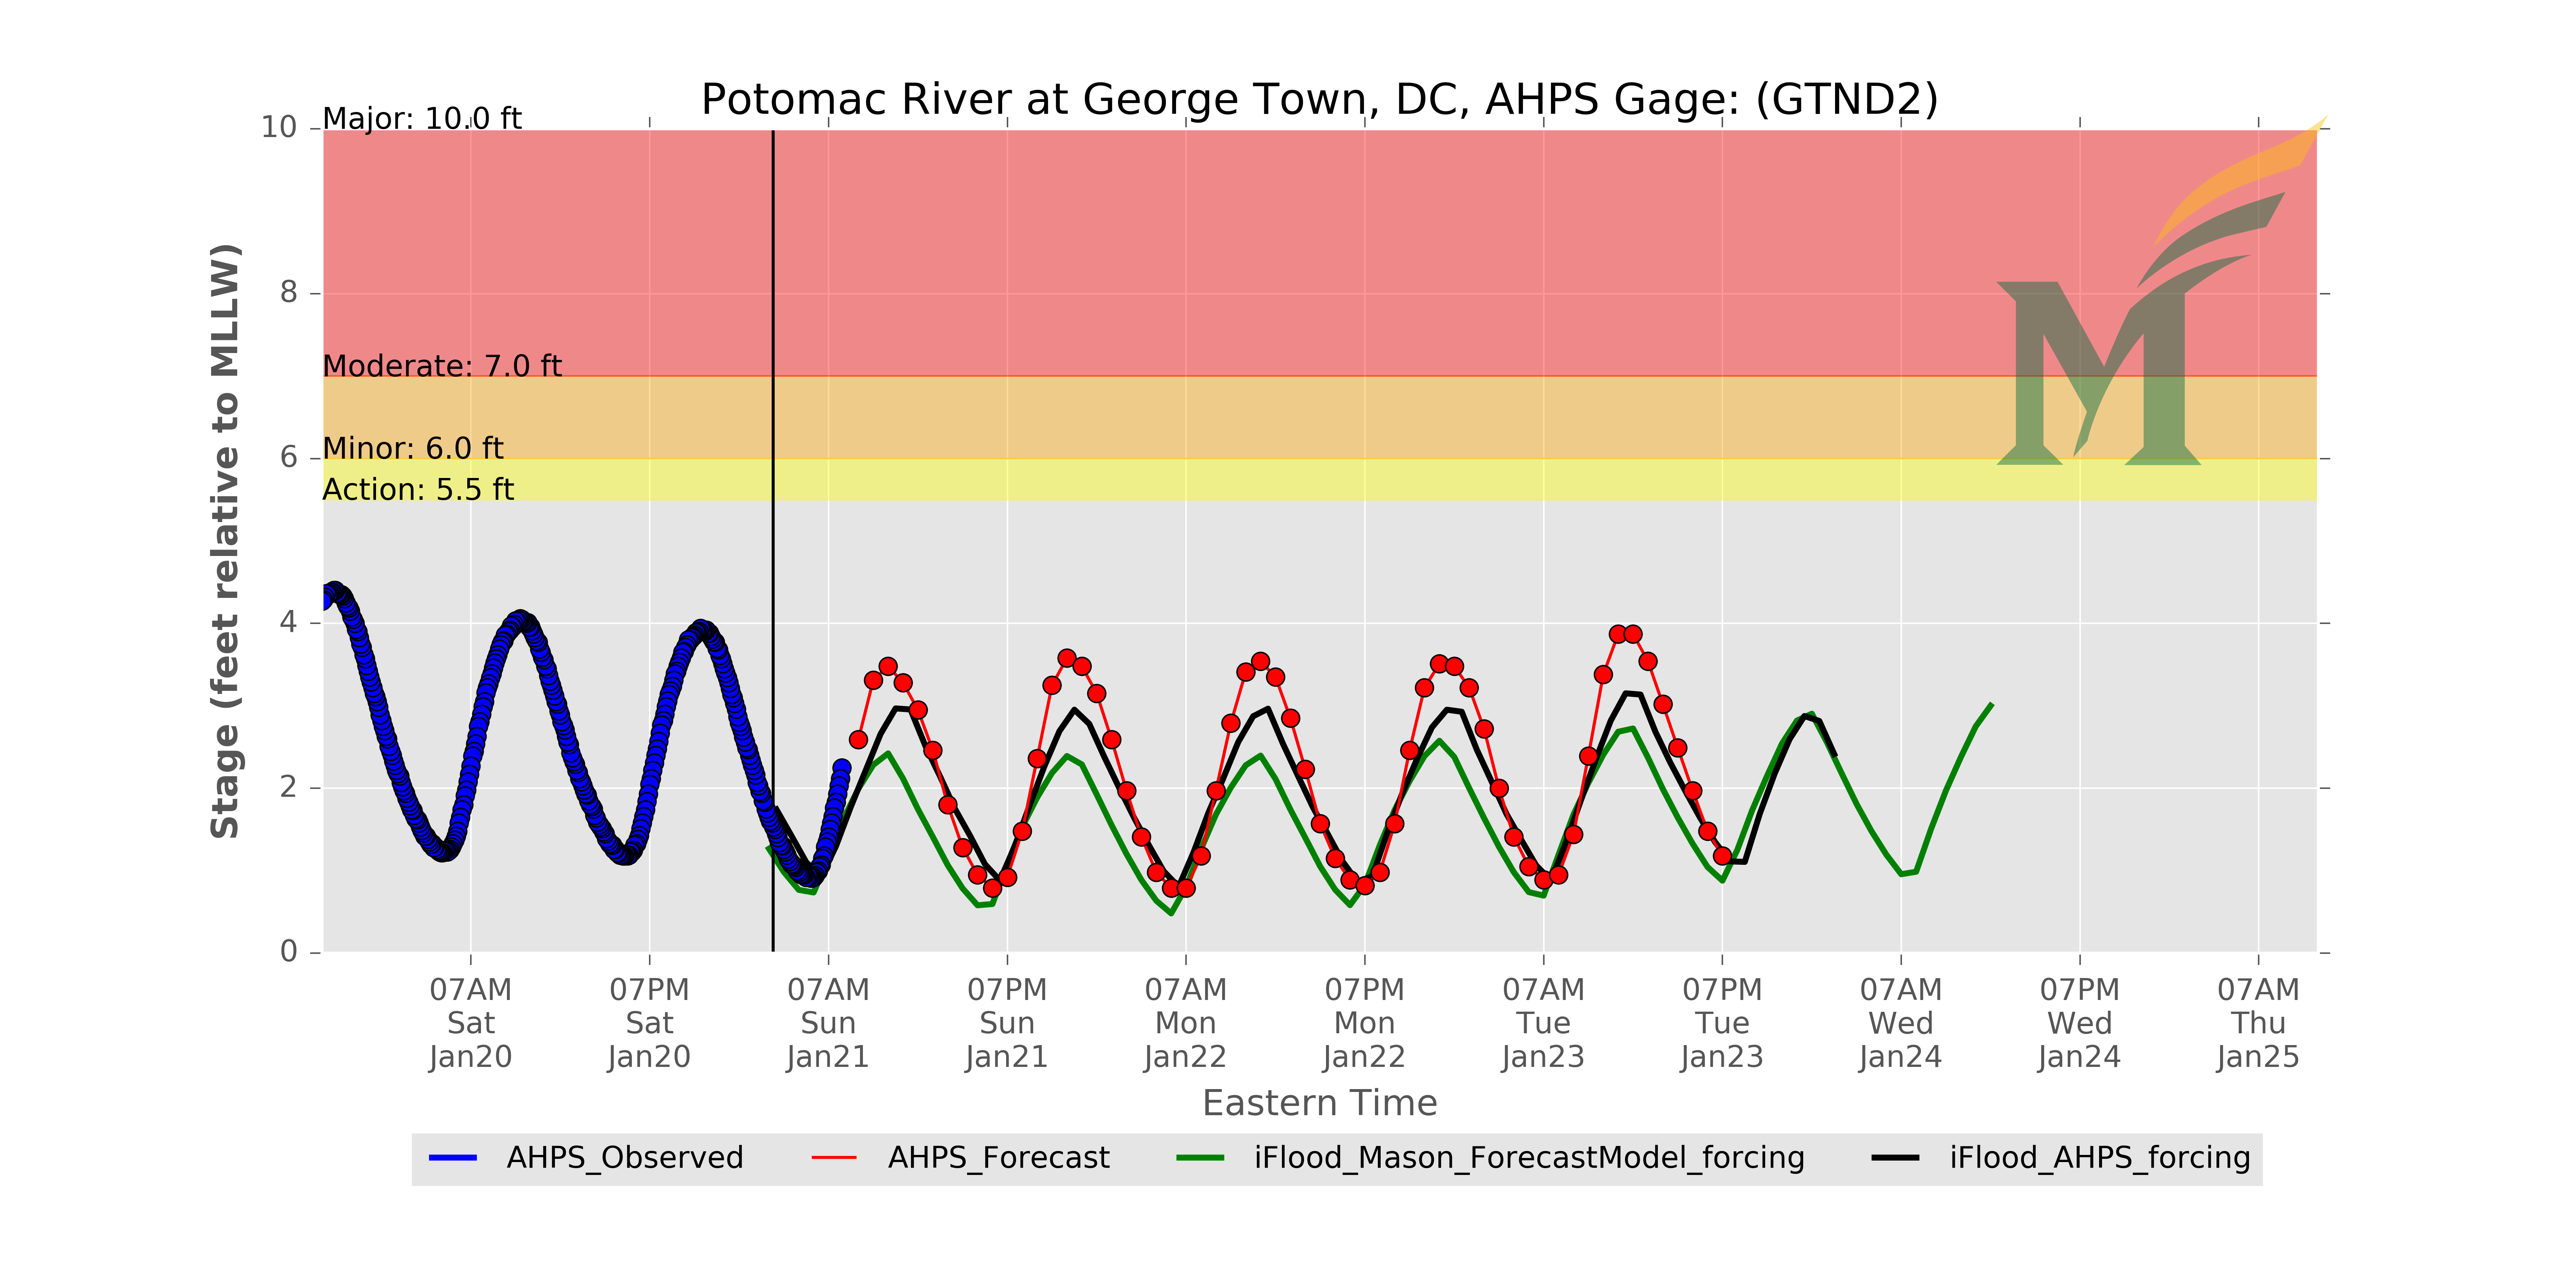 Potomac River at George Town, DC, AHPS Gage: (GTND2)
Major: 10.0 ft
Moderate: 7.0 ft
Minor: 6.0 ft
Action: 5.5 ft
Stage (feet relative to MLLW)
10
8
6
4
2
0
07AM 07PM 07AM 07PM 07AM 07PM 07AM 07PM 07AM 07PM 07AM
Sat Sat Sun Sun Mon Mon Tue Tue Wed Wed Thu
Jan20 Jan20 Jan21 Jan21 Jan22 Jan22 Jan23 Jan23 Jan24 Jan24 Jan25
Eastern Time
AHPS_Observed AHPS_Forecast iFlood_Mason_ForecastModel_forcing iFlood_AHPS_forcing
M